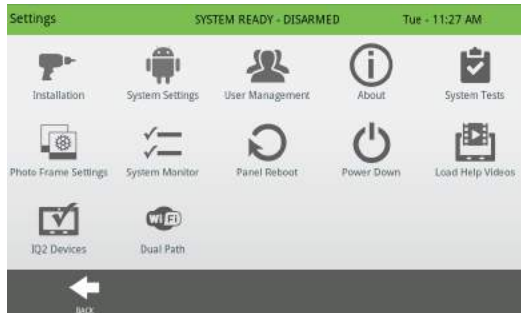 Settings SYSTEM READY - DISARMED Tue - 11:27 AM
Installation System Settings User Management About System Tests
Photo Frame Settings System Monitor Panel Reboot Power Down Load Help Videos
WiFi
IQ2 Devices Dual Path
BACK